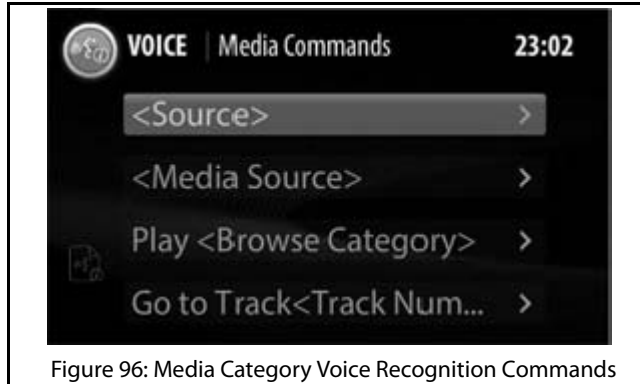 VOICE | Media Commands 23:02
<Source> >
<Media Source> >
Play <Browse Category> >
Go to Track<Track Num... >
Figure 96: Media Category Voice Recognition Commands